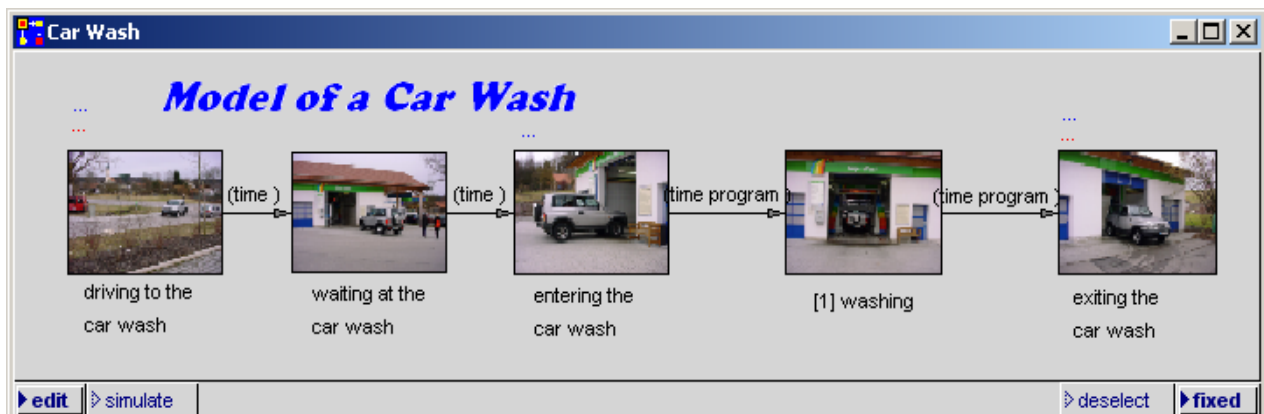 Car Wash
Model of a Car Wash
...
...
...
...
...
(time )
(time )
(time program )
(time program )
driving to the
car wash
waiting at the
car wash
entering the
car wash
[1] washing
exiting the
car wash
edit
simulate
deselect
fixed